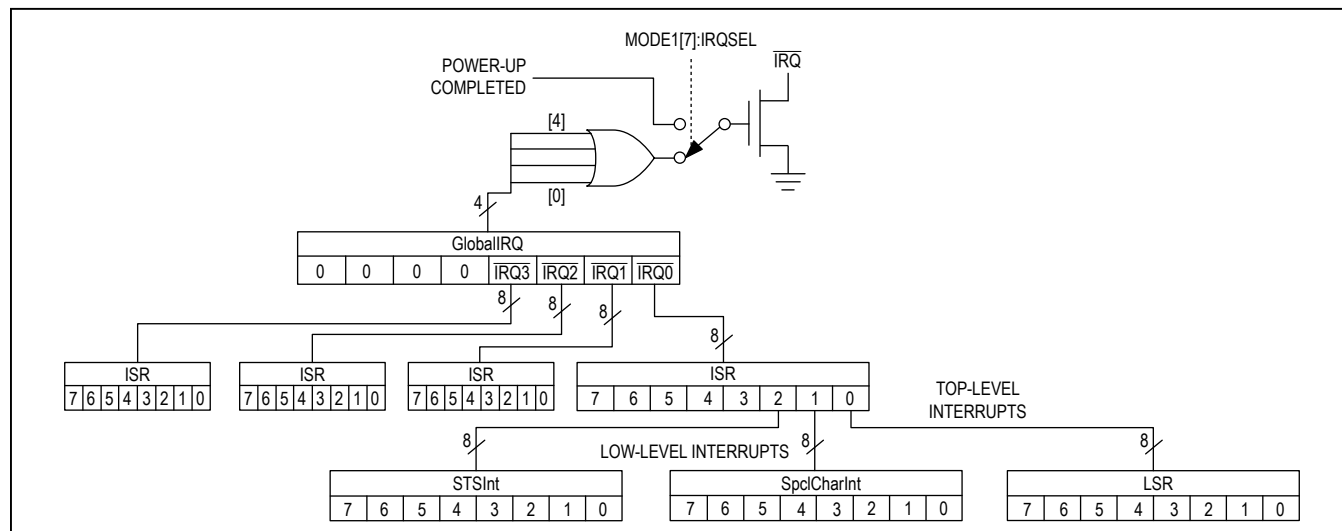 MODE1[7]:IRQSEL
IRQ
POWER-UP
COMPLETED
[4]
[0]
4
GlobalIRQ
0 0 0 0 IRQ3 IRQ2 IRQ1 IRQ0
8 8 8
8
ISR ISR ISR ISR
7 6 5 4 3 2 1 0 7 6 5 4 3 2 1 0 7 6 5 4 3 2 1 0 7 6 5 4 3 2 1 0
TOP-LEVEL
INTERRUPTS
8 LOW-LEVEL INTERRUPTS 8 8
STSInt SpclCharInt LSR
7 6 5 4 3 2 1 0 7 6 5 4 3 2 1 0 7 6 5 4 3 2 1 0